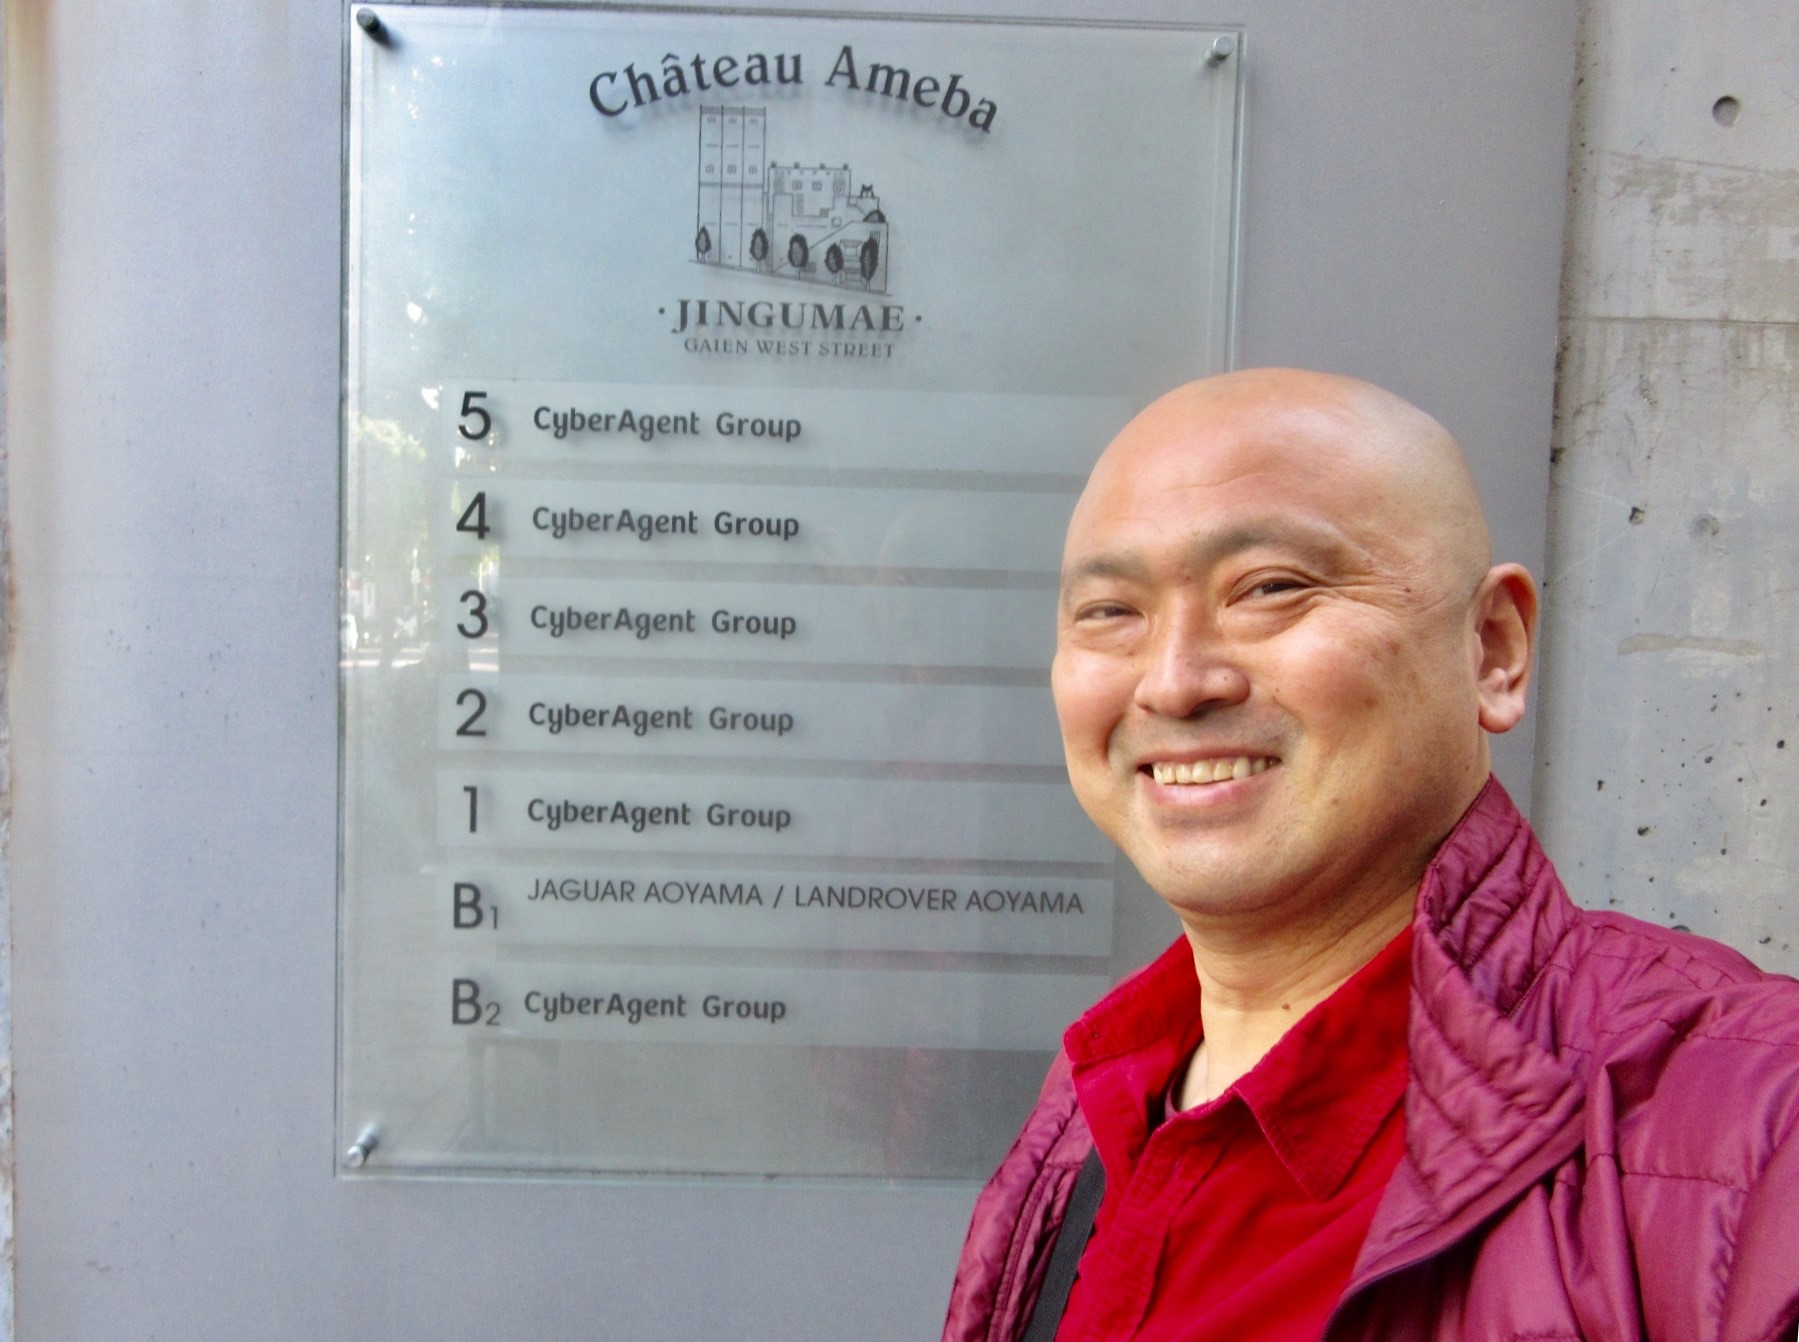 Château Ameba
·JINGUMAE·
GAIEN WEST STREET
5 CyberAgent Group
4 CyberAgent Group
3 CyberAgent Group
2 CyberAgent Group
1 CyberAgent Group
B1 JAGUAR AOYAMA / LANDROVER AOYAMA
B2 CyberAgent Group